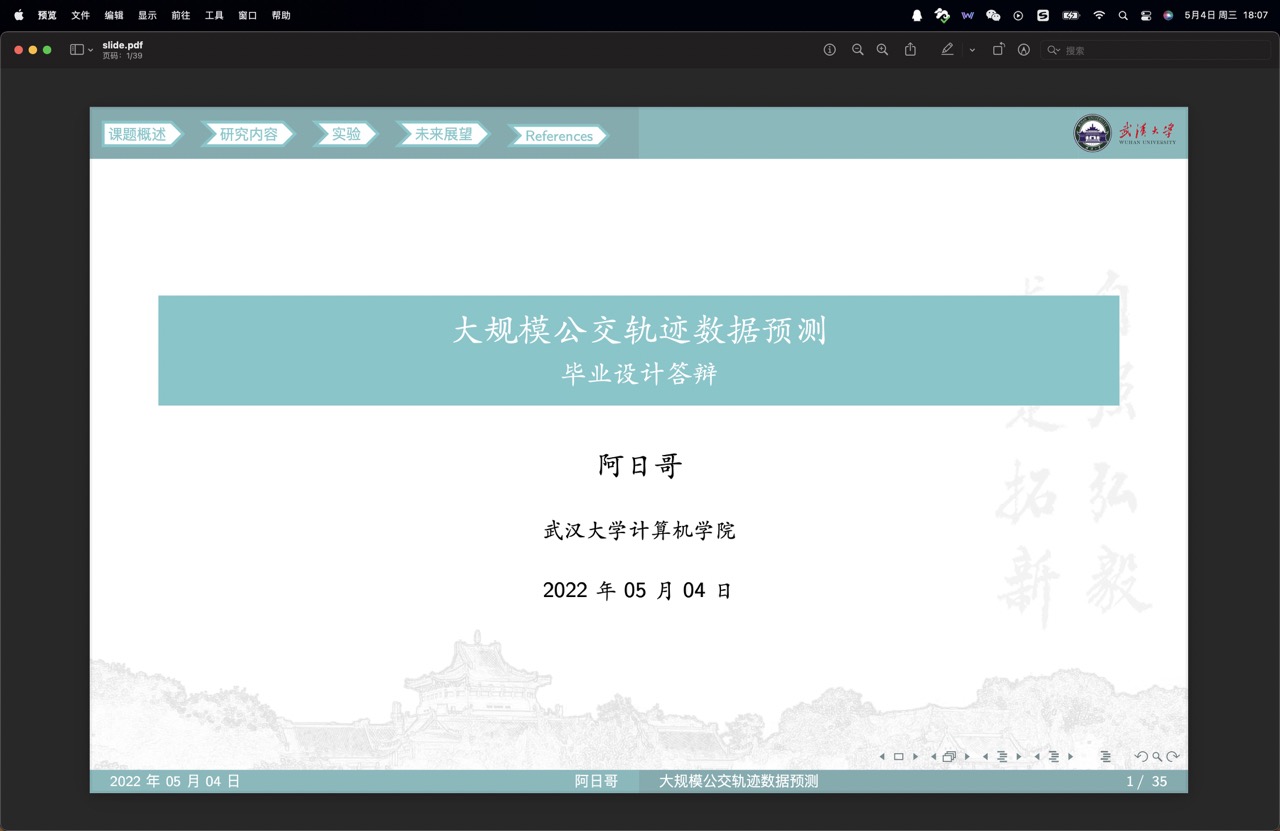 预览 文件 编辑 显示 前往 工具 窗口 帮助 5月4日 周三 18:07
slide.pdf
页码：1/39
搜索
课题概述 研究内容 实验 未来展望 References
武汉大学
WUHAN UNIVERSITY
大规模公交轨迹数据预测
毕业设计答辩
阿日哥
武汉大学计算机学院
2022 年 05 月 04 日
自强
弘毅
求是
拓新
2022 年 05 月 04 日 阿日哥 大规模公交轨迹数据预测 1 / 35